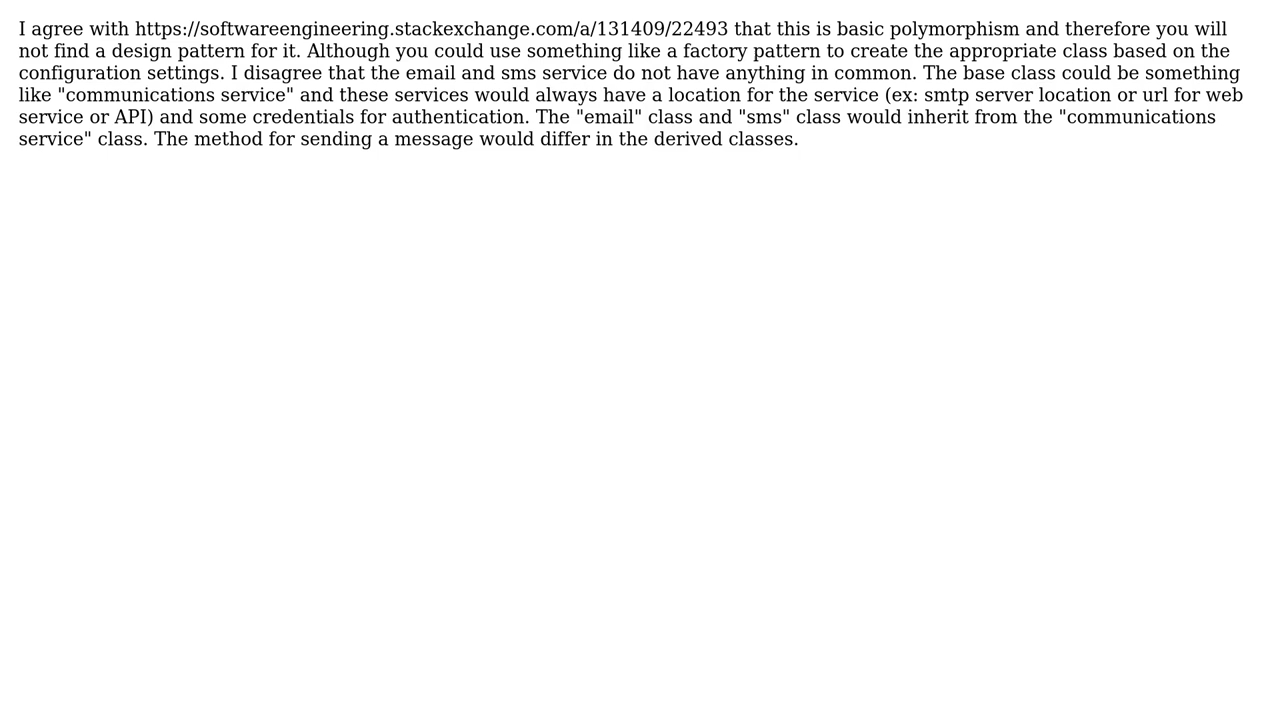 I agree with https://softwareengineering.stackexchange.com/a/131409/22493 that this is basic polymorphism and therefore you will
not find a design pattern for it. Although you could use something like a factory pattern to create the appropriate class based on the
configuration settings. I disagree that the email and sms service do not have anything in common. The base class could be something
like "communications service" and these services would always have a location for the service (ex: smtp server location or url for web
service or API) and some credentials for authentication. The "email" class and "sms" class would inherit from the "communications
service" class. The method for sending a message would differ in the derived classes.